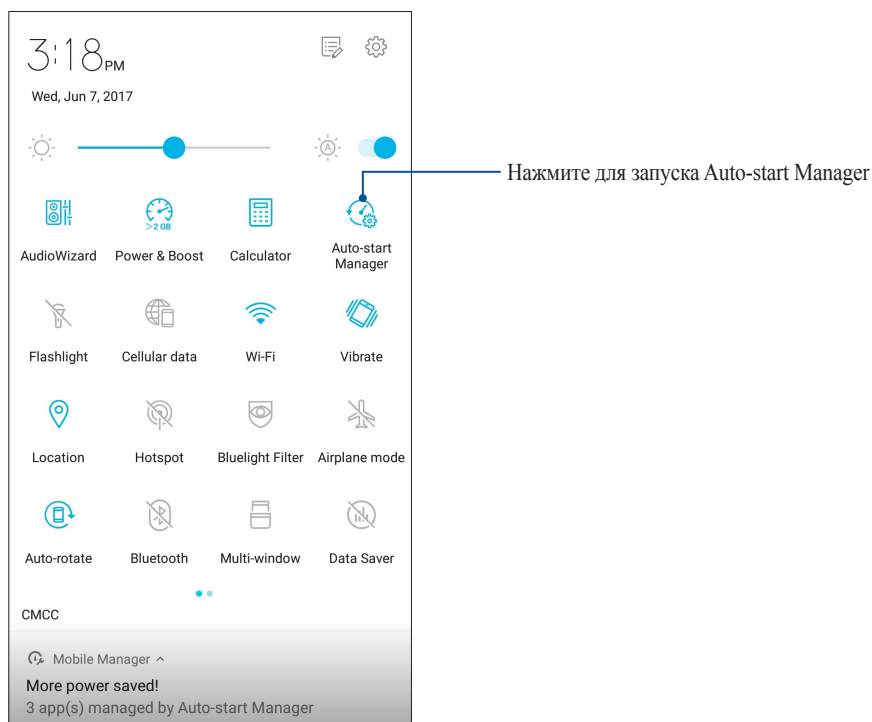 3:18 PM
Wed, Jun 7, 2017
A
Нажмите для запуска Auto-start Manager
>2 GB
AudioWizard Power & Boost Calculator Auto-start Manager
Flashlight Cellular data Wi-Fi Vibrate
Location Hotspot Bluelight Filter Airplane mode
Auto-rotate Bluetooth Multi-window Data Saver
CMCC
Mobile Manager
More power saved!
3 app(s) managed by Auto-start Manager